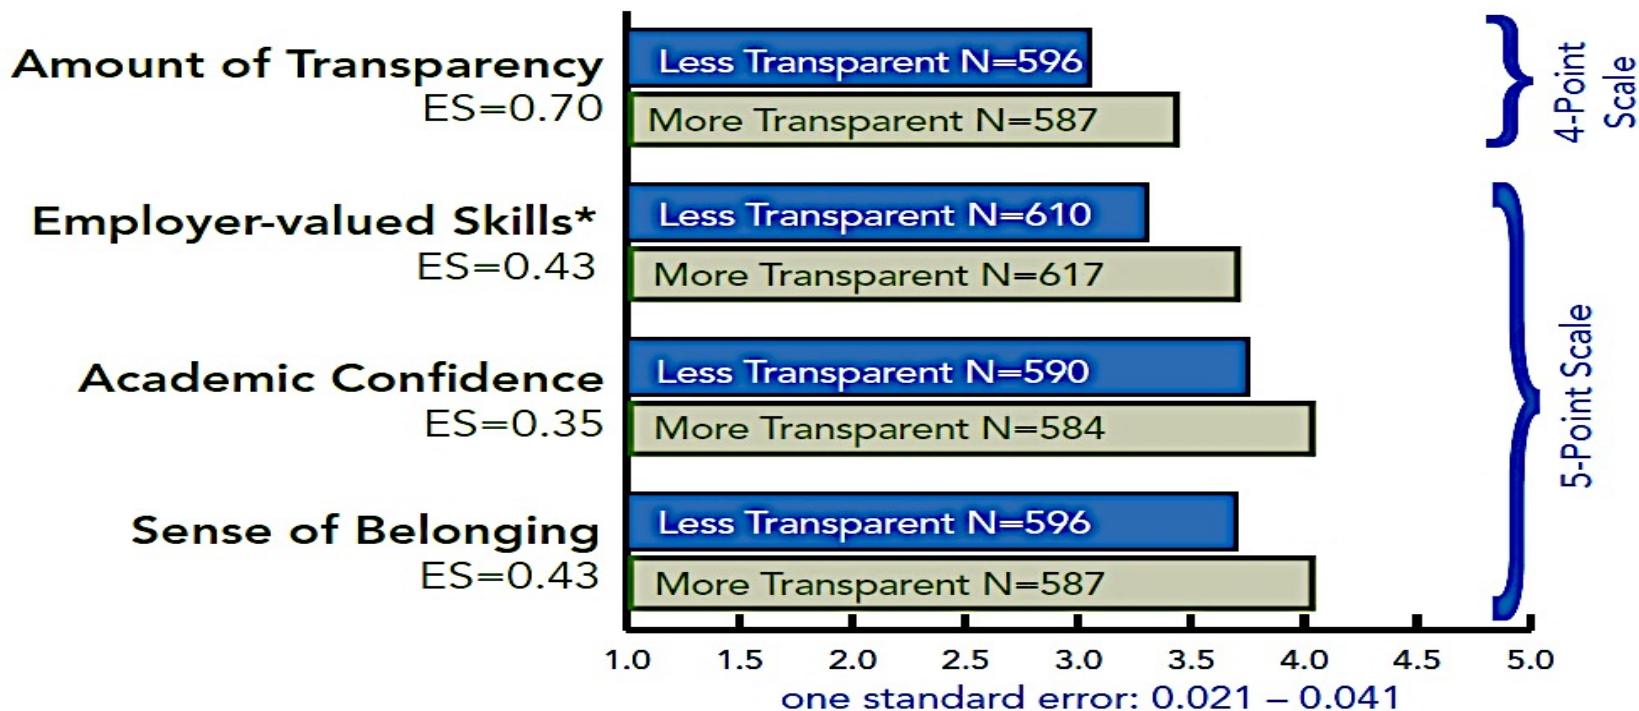 Amount of Transparency
ES=0.70
Less Transparent N=596
More Transparent N=587
4-Point
Scale
Employer-valued Skills*
ES=0.43
Less Transparent N=610
More Transparent N=617
Academic Confidence
ES=0.35
Less Transparent N=590
More Transparent N=584
Sense of Belonging
ES=0.43
Less Transparent N=596
More Transparent N=587
5-Point Scale
1.0 1.5 2.0 2.5 3.0 3.5 4.0 4.5 5.0
one standard error: 0.021 – 0.041